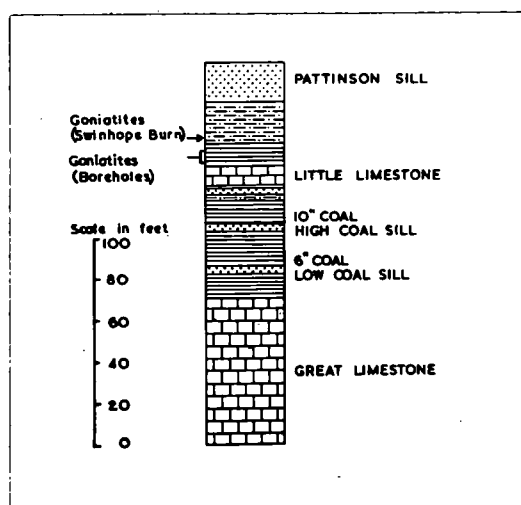 PATTINSON SILL
Goniatites
(Swinhope Burn)
Goniatites
(Boreholes)
LITTLE LIMESTONE
10" COAL
HIGH COAL SILL
6" COAL
LOW COAL SILL
Scale in feet
100
80
60
40
20
0
GREAT LIMESTONE